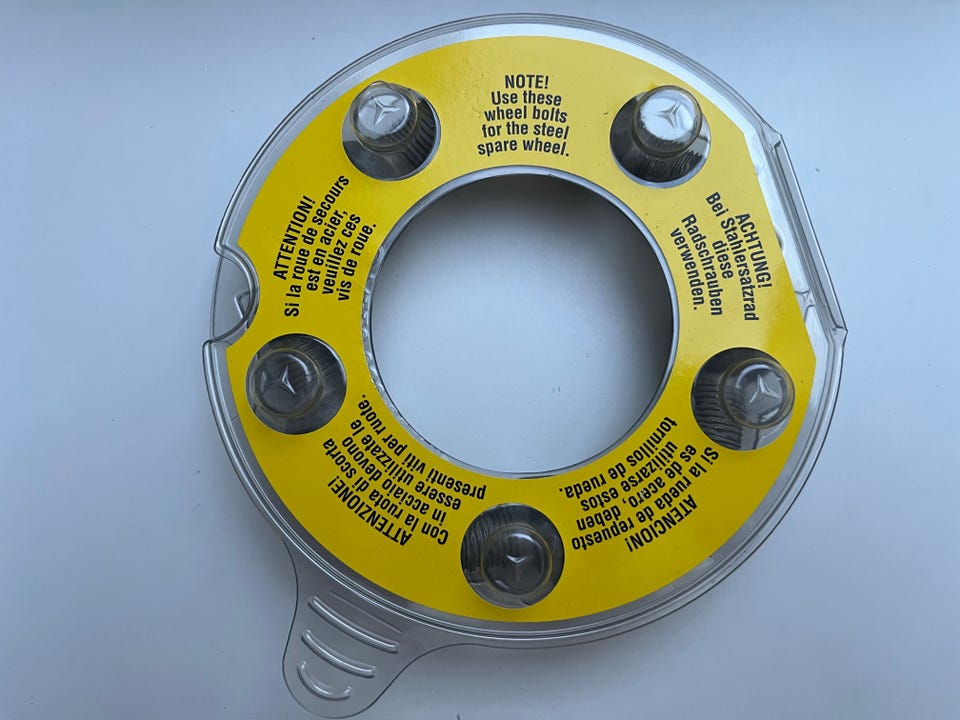 NOTE!
Use these
wheel bolts
for the steel
spare wheel.
ACHTUNG!
Bei Stahlersatzrad
diese
Radschrauben
verwenden.
ATENCION!
Si la rueda de repuesto
es de acero, deben
utilizarse estos
tornillos de rueda.
ATTENZIONE!
Con la ruota di scorta
in acciaio devono
essere utilizzate le
presenti viti per ruote.
ATTENTION!
Si la roue de secours
est en acier,
veuillez ces
vis de roue.